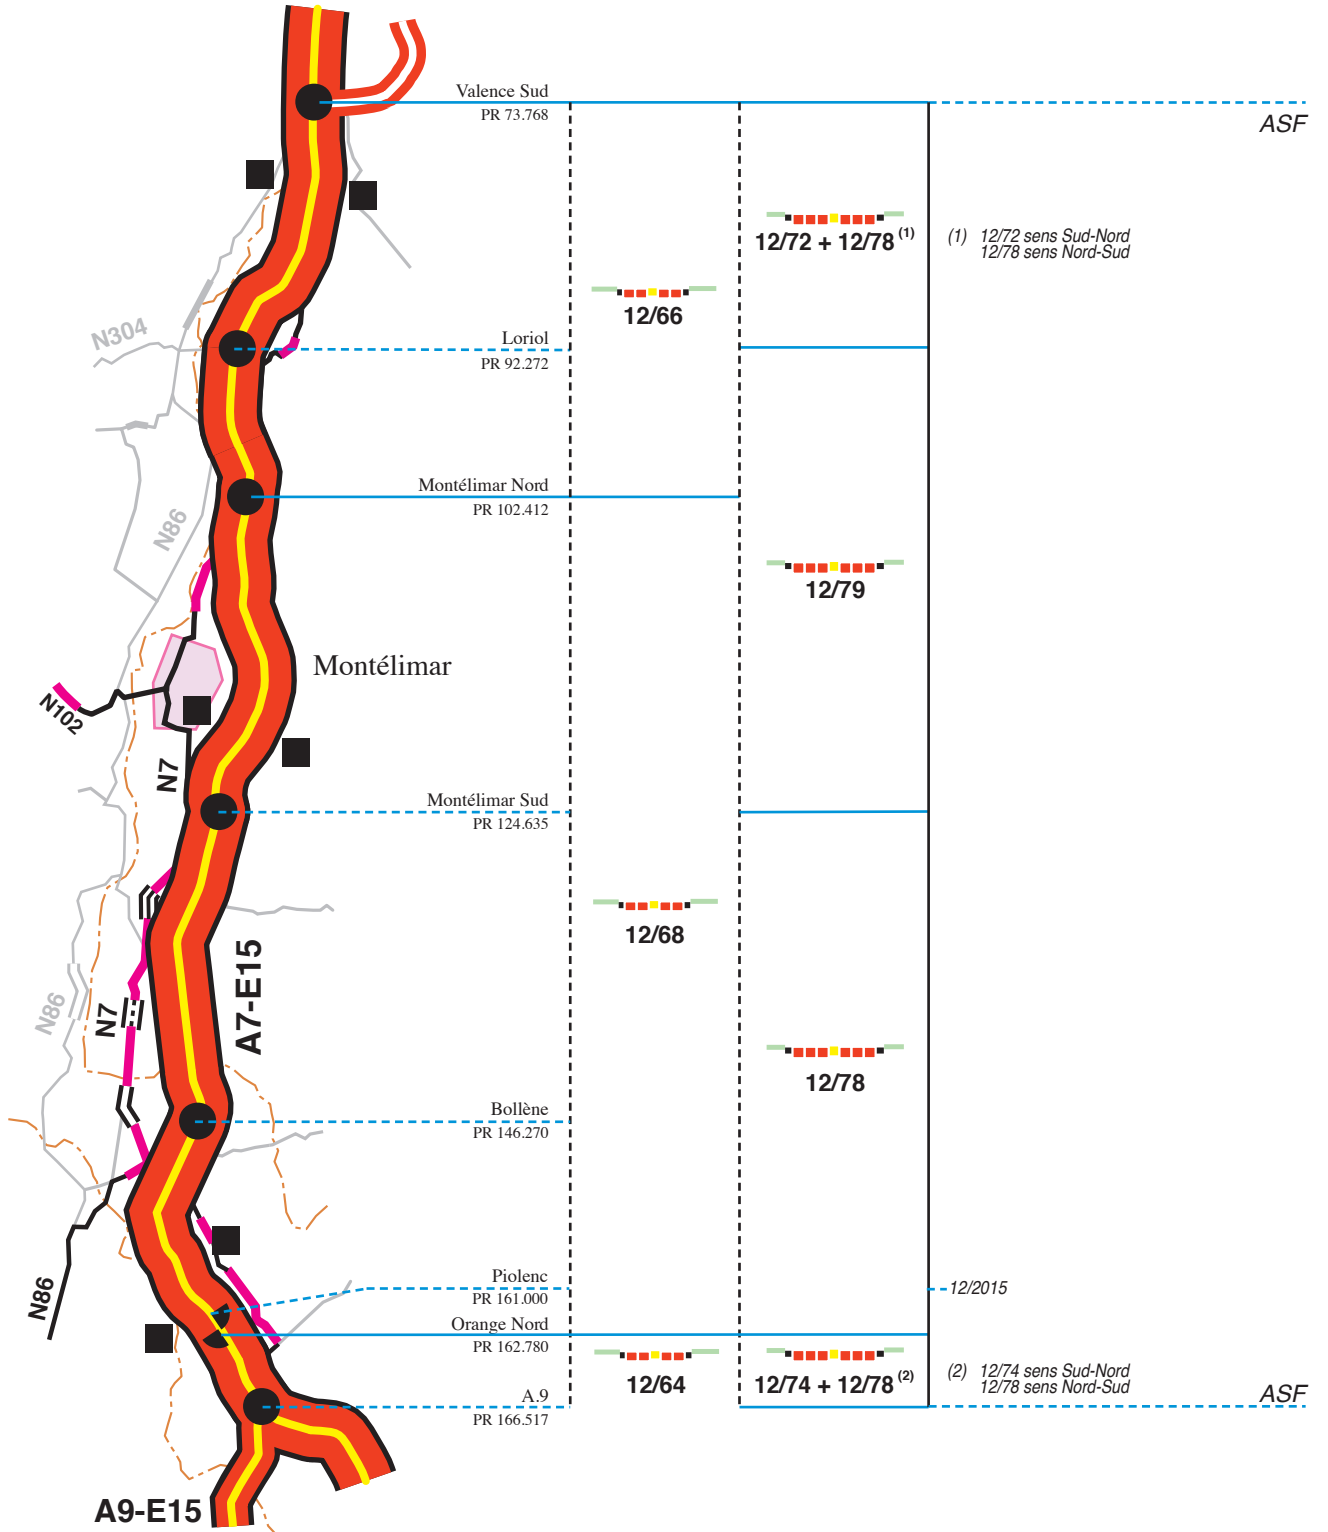 Valence Sud
PR 73.768
ASF
12/72 + 12/78 (1)
(1) 12/72 sens Sud-Nord
12/78 sens Nord-Sud
12/66
N304
Loriol
PR 92.272
Montélimar Nord
PR 102.412
N86
12/79
Montélimar
N102
N7
Montélimar Sud
PR 124.635
12/68
A7-E15
N86
N7
12/78
Bollène
PR 146.270
N86
Piolenc
PR 161.000
12/2015
Orange Nord
PR 162.780
12/64
12/74 + 12/78 (2)
(2) 12/74 sens Sud-Nord
12/78 sens Nord-Sud
ASF
A.9
PR 166.517
A9-E15